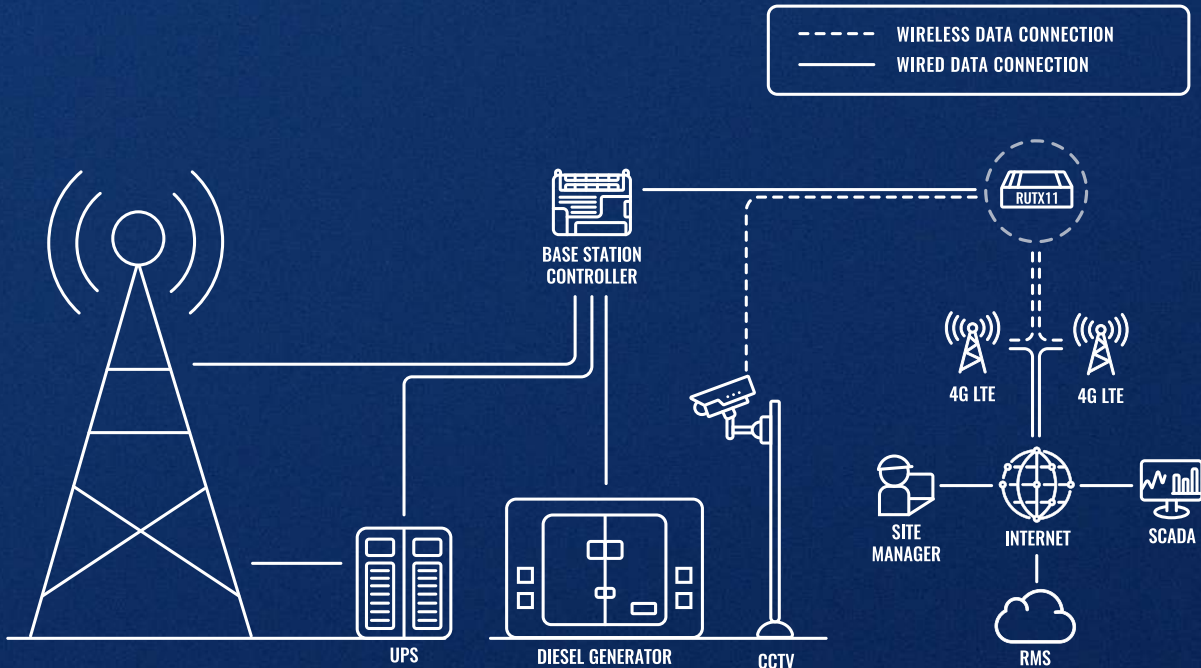 WIRELESS DATA CONNECTION
WIRED DATA CONNECTION
RUTX11
BASE STATION
CONTROLLER
4G LTE
4G LTE
SITE
MANAGER
INTERNET
SCADA
UPS
DIESEL GENERATOR
CCTV
RMS